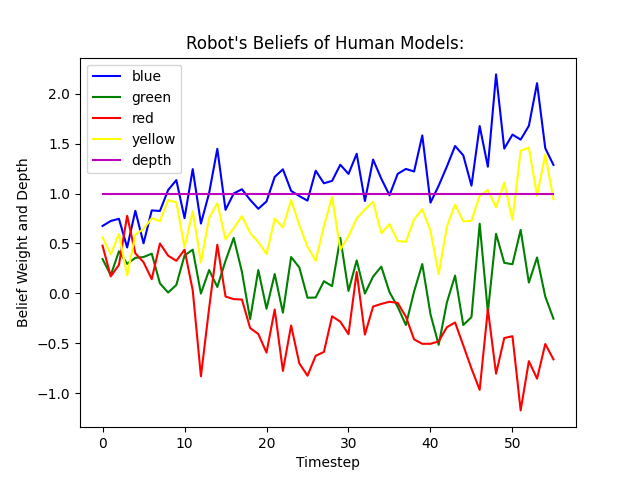 Robot's Beliefs of Human Models:
blue
green
red
yellow
depth
2.0
1.5
1.0
0.5
0.0
−0.5
−1.0
Belief Weight and Depth
0 10 20 30 40 50
Timestep